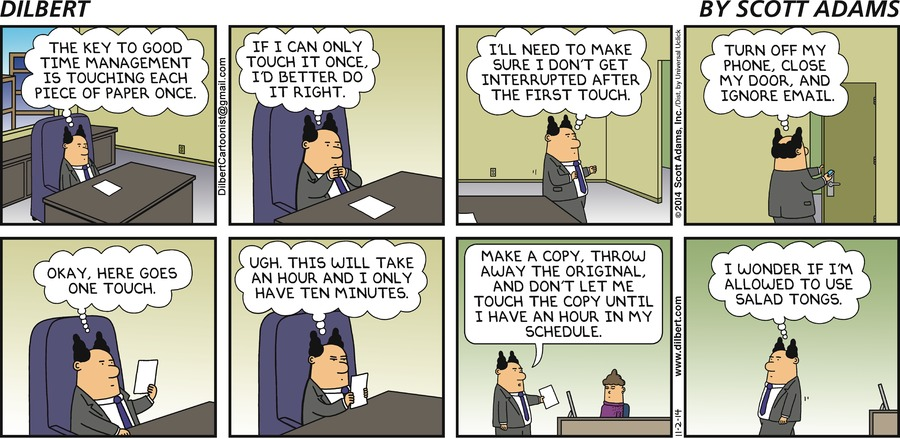 DILBERT
BY SCOTT ADAMS
THE KEY TO GOOD
TIME MANAGEMENT
IS TOUCHING EACH
PIECE OF PAPER ONCE.
DilbertCartoonist@gmail.com
IF I CAN ONLY
TOUCH IT ONCE,
I'D BETTER DO
IT RIGHT.
I'LL NEED TO MAKE
SURE I DON'T GET
INTERRUPTED AFTER
THE FIRST TOUCH.
©2014 Scott Adams, Inc./Dist. by Universal Uclick
TURN OFF MY
PHONE, CLOSE
MY DOOR, AND
IGNORE EMAIL.
OKAY, HERE GOES
ONE TOUCH.
UGH. THIS WILL TAKE
AN HOUR AND I ONLY
HAVE TEN MINUTES.
MAKE A COPY, THROW
AWAY THE ORIGINAL,
AND DON'T LET ME
TOUCH THE COPY UNTIL
I HAVE AN HOUR IN MY
SCHEDULE.
11-2-14 www.dilbert.com
I WONDER IF I'M
ALLOWED TO USE
SALAD TONGS.